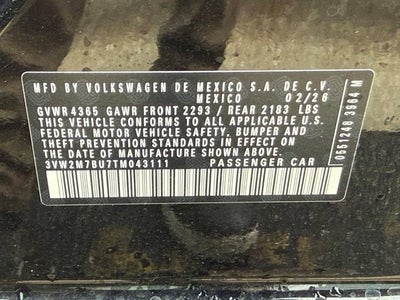 MFD BY VOLKSWAGEN DE MEXICO S.A. DE C.V.
MEXICO 02/26
GVWR 4365 GAWR FRONT 2293 / REAR 2183 LBS
THIS VEHICLE CONFORMS TO ALL APPLICABLE U.S.
FEDERAL MOTOR VEHICLE SAFETY, BUMPER AND
THEFT PREVENTION STANDARDS IN EFFECT ON
THE DATE OF MANUFACTURE SHOWN ABOVE.
3VW2M7BU7TM043111 PASSENGER CAR
0551248 3964 M